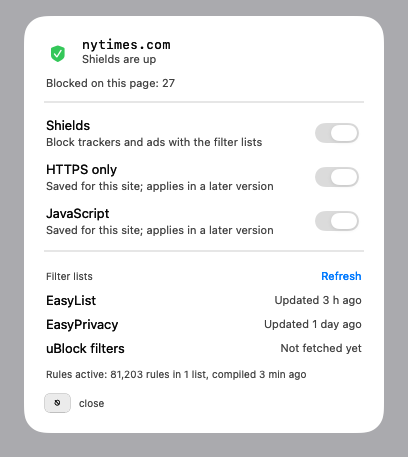 nytimes.com
Shields are up
Blocked on this page: 27
Shields
Block trackers and ads with the filter lists
HTTPS only
Saved for this site; applies in a later version
JavaScript
Saved for this site; applies in a later version
Filter lists Refresh
EasyList Updated 3 h ago
EasyPrivacy Updated 1 day ago
uBlock filters Not fetched yet
Rules active: 81,203 rules in 1 list, compiled 3 min ago
close